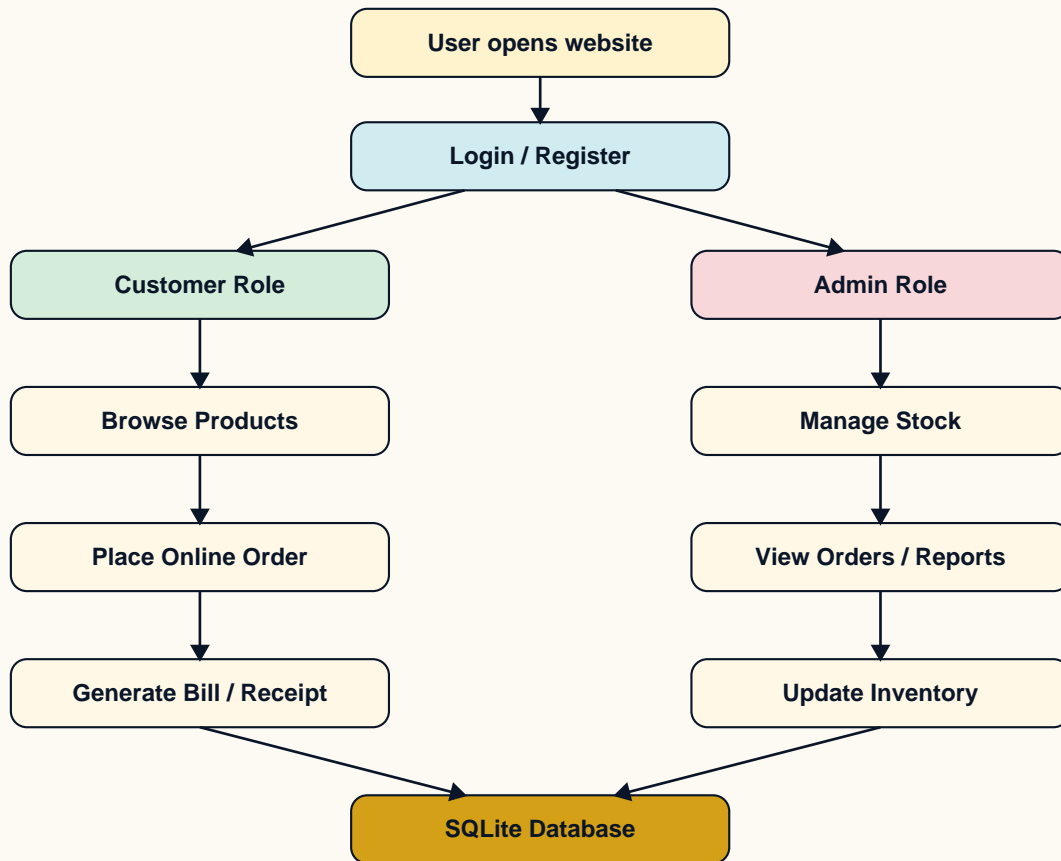 User opens website
Login / Register
Customer Role
Admin Role
Browse Products
Manage Stock
Place Online Order
View Orders / Reports
Generate Bill / Receipt
Update Inventory
SQLite Database